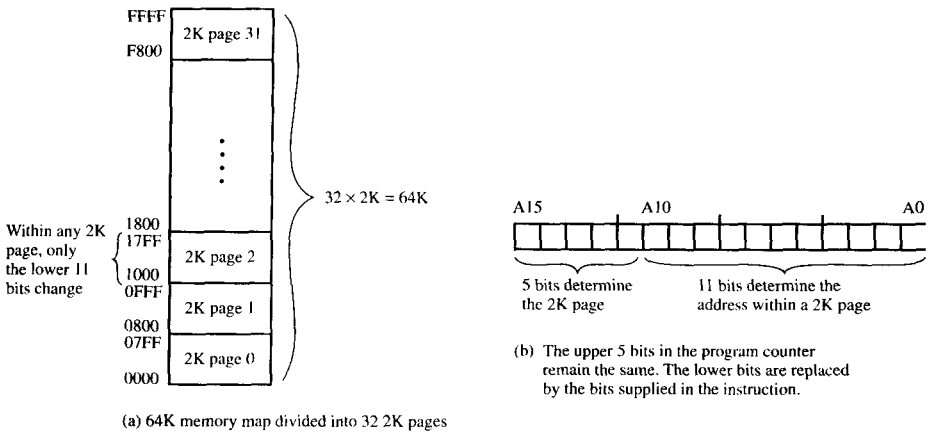 FFFF
2K page 31
F800
32 × 2K = 64K
1800
17FF
Within any 2K
page, only
the lower 11
bits change
2K page 2
1000
0FFF
2K page 1
0800
07FF
2K page 0
0000
(a) 64K memory map divided into 32 2K pages
A15 A10 A0
5 bits determine
the 2K page
11 bits determine the
address within a 2K page
(b) The upper 5 bits in the program counter
remain the same. The lower bits are replaced
by the bits supplied in the instruction.